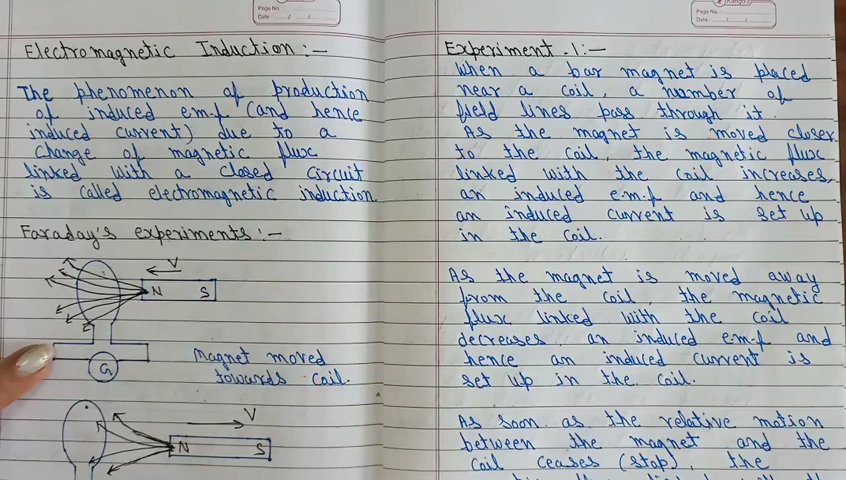 Page No.
Date
Electromagnetic Induction :-
The phenomenon of production
of induced e.m.f (and hence
induced current) due to a
change of magnetic flux
linked with a closed circuit
is called electromagnetic induction.
Faraday's experiments :-
V
N S
G
Magnet moved
towards coil.
V
N S
Page No.
Date
Experiment .1:-
When a bar magnet is placed
near a coil, a number of
field lines pass through it.
As the magnet is moved closer
to the coil, the magnetic flux
linked with the coil increases,
an induced e.m.f and hence
an induced current is set up
in the coil.
As the magnet is moved away
from the coil, the magnetic
flux linked with the coil
decreases, an induced e.m.f and
hence an induced current is
set up in the coil.
As soon as the relative motion
between the magnet and the
coil ceases (stop), the